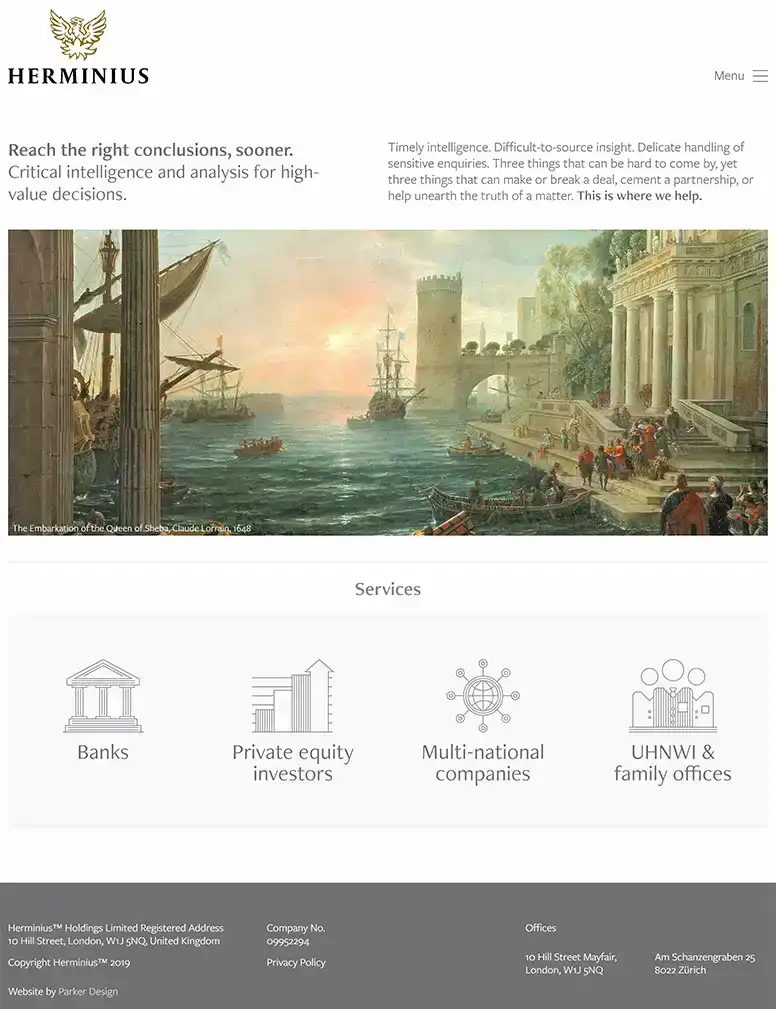 HERMINIUS
Menu
Reach the right conclusions, sooner.
Critical intelligence and analysis for high-
value decisions.
Timely intelligence. Difficult-to-source insight. Delicate handling of
sensitive enquiries. Three things that can be hard to come by, yet
three things that can make or break a deal, cement a partnership, or
help unearth the truth of a matter. This is where we help.
The Embarkation of the Queen of Sheba, Claude Lorrain, 1648
Services
Banks
Private equity
investors
Multi-national
companies
UHNWI &
family offices
Herminius™ Holdings Limited Registered Address
10 Hill Street, London, W1J 5NQ, United Kingdom
Copyright Herminius™ 2019
Website by Parker Design
Company No.
09952294
Privacy Policy
Offices
10 Hill Street Mayfair,
London, W1J 5NQ
Am Schanzengraben 25
8022 Zürich